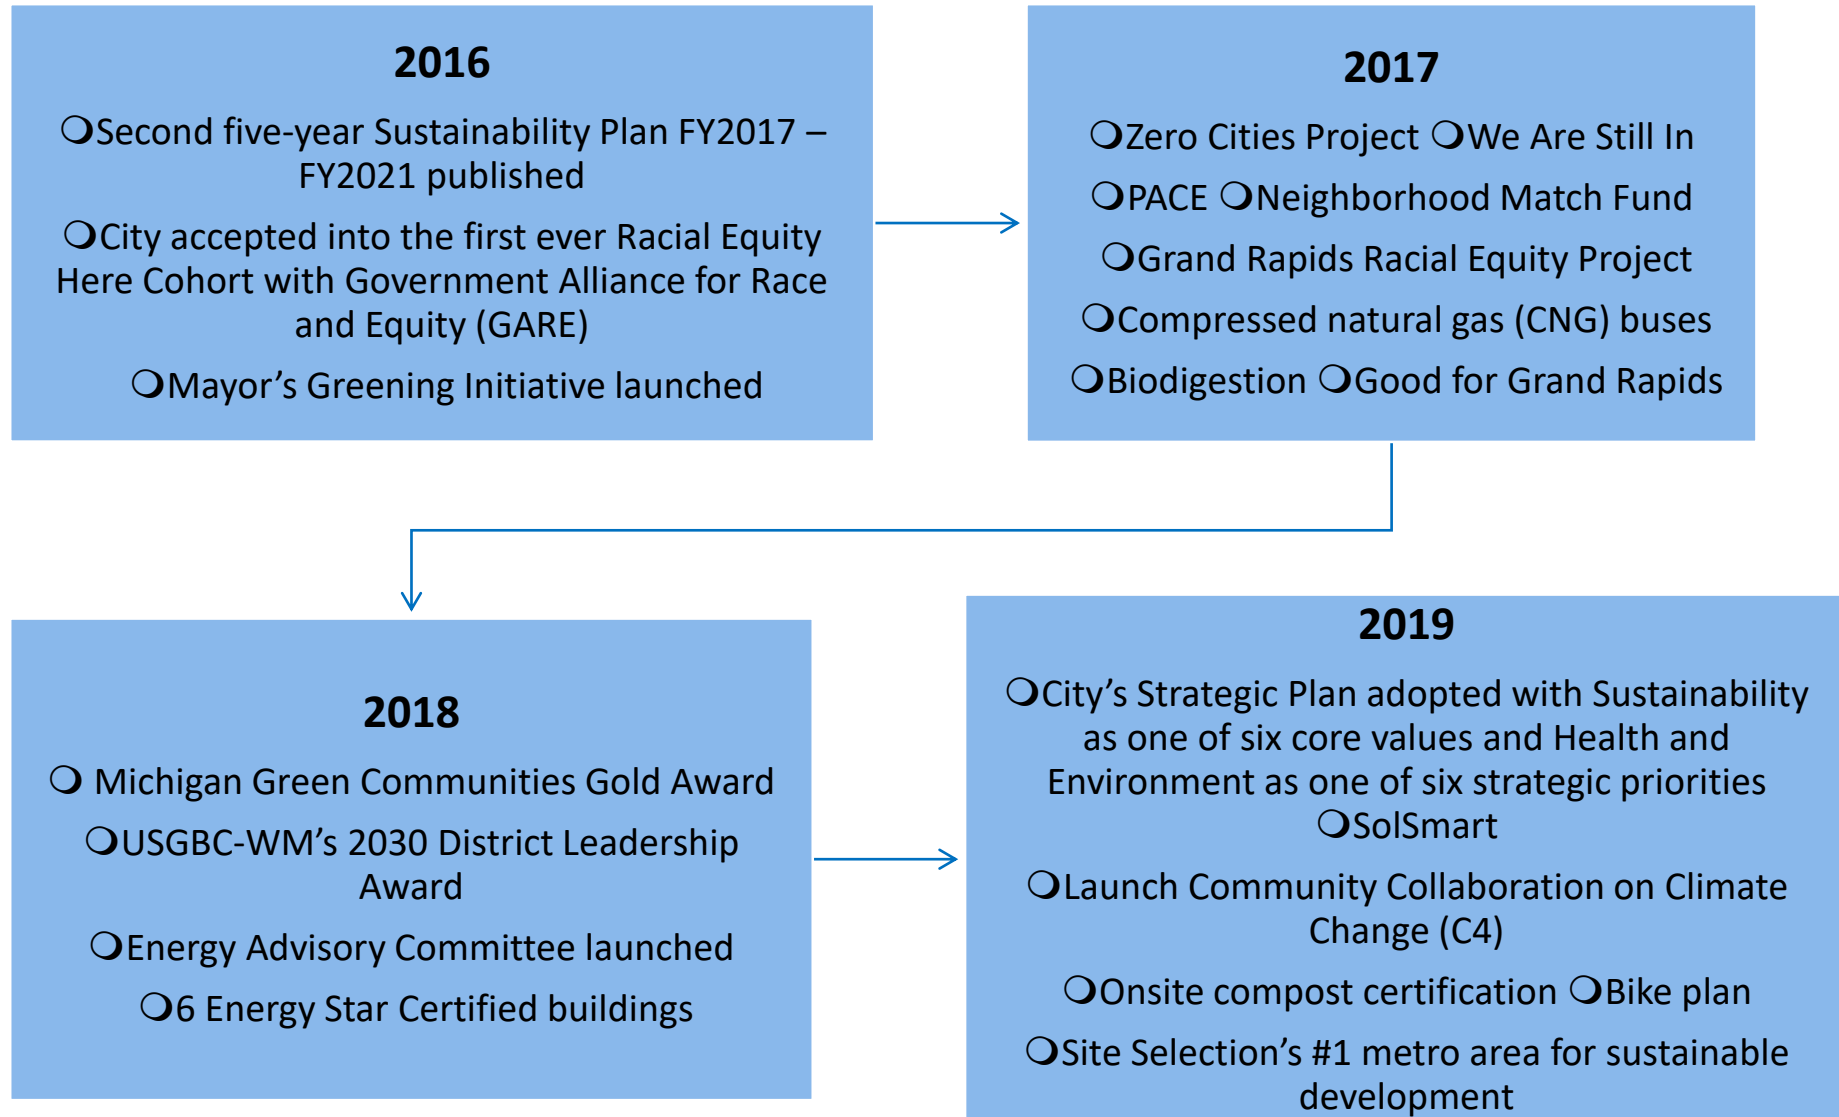 2016
❍Second five-year Sustainability Plan FY2017 –
FY2021 published
❍City accepted into the first ever Racial Equity
Here Cohort with Government Alliance for Race
and Equity (GARE)
❍Mayor’s Greening Initiative launched
2017
❍Zero Cities Project ❍We Are Still In
❍PACE ❍Neighborhood Match Fund
❍Grand Rapids Racial Equity Project
❍Compressed natural gas (CNG) buses
❍Biodigestion ❍Good for Grand Rapids
2018
❍ Michigan Green Communities Gold Award
❍USGBC-WM’s 2030 District Leadership
Award
❍Energy Advisory Committee launched
❍6 Energy Star Certified buildings
2019
❍City’s Strategic Plan adopted with Sustainability
as one of six core values and Health and
Environment as one of six strategic priorities
❍SolSmart
❍Launch Community Collaboration on Climate
Change (C4)
❍Onsite compost certification ❍Bike plan
❍Site Selection’s #1 metro area for sustainable
development